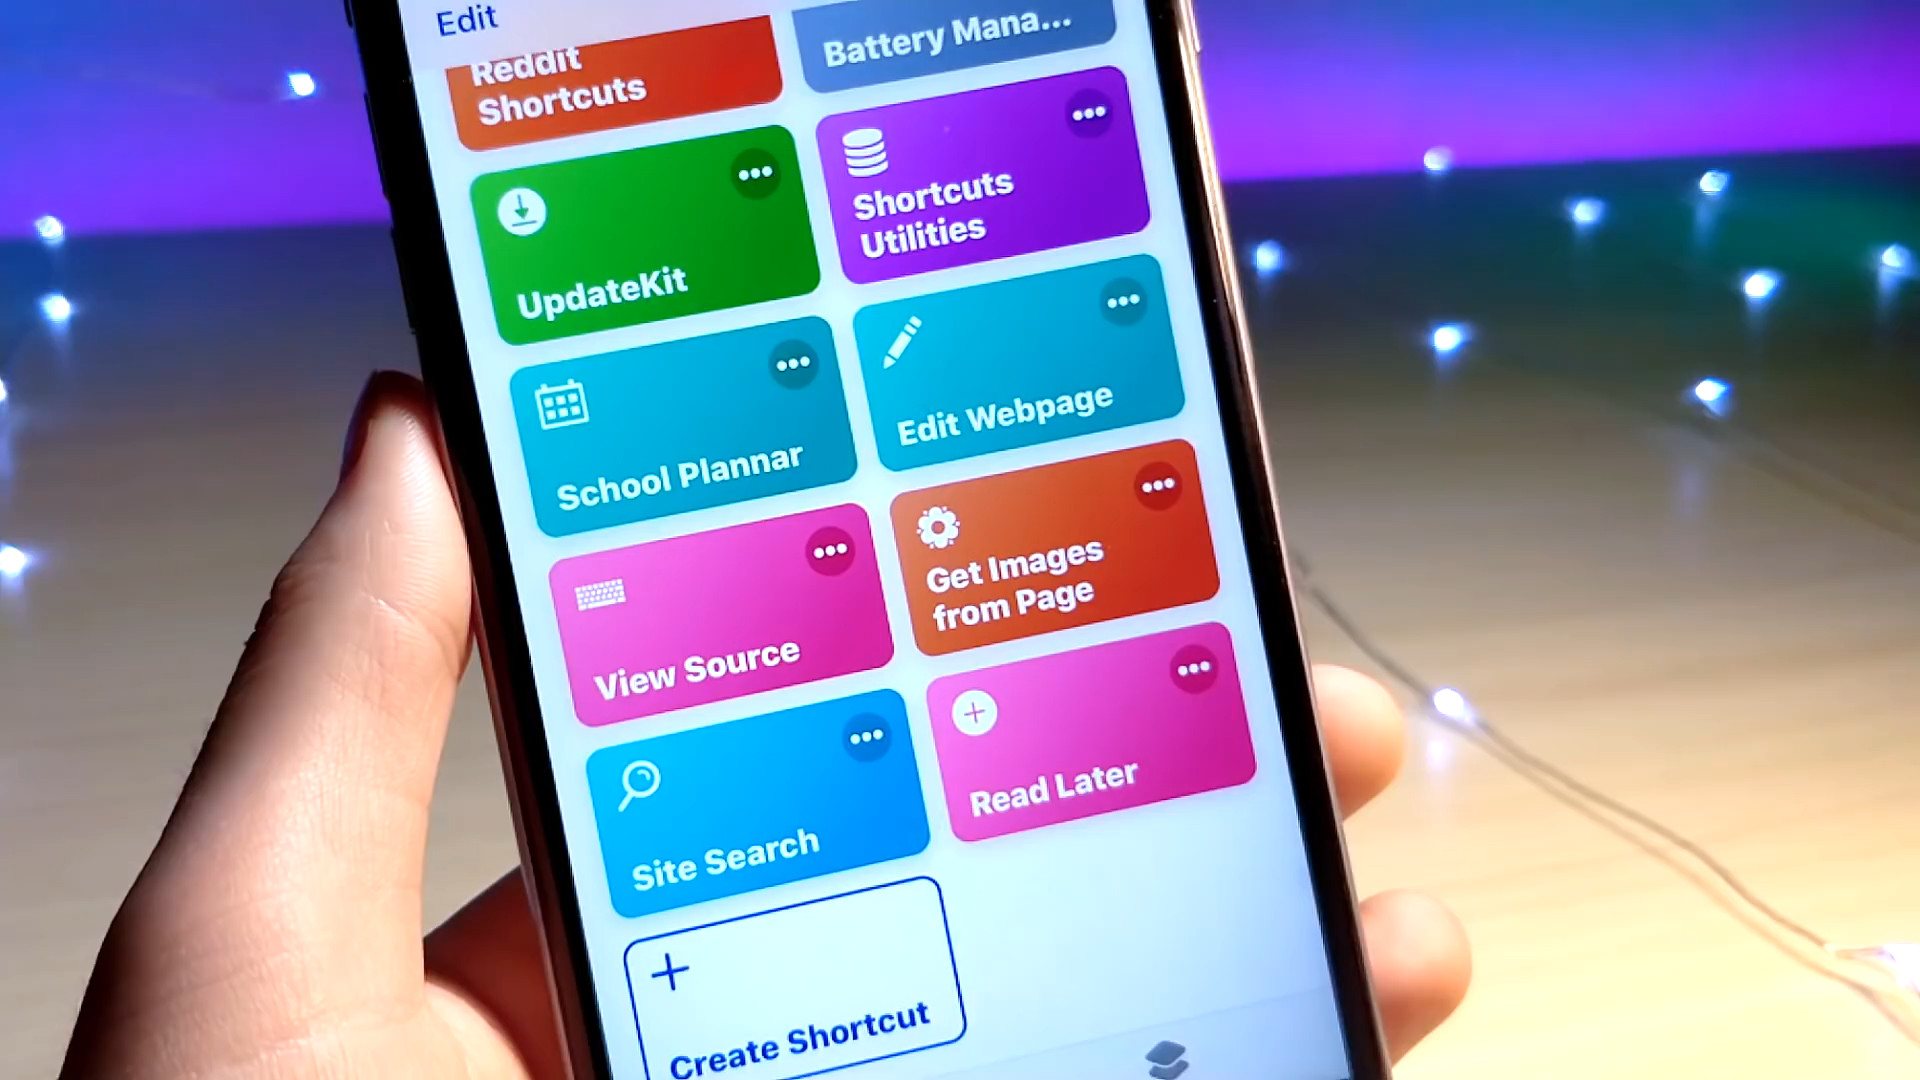 Edit
Reddit
Shortcuts
Battery Mana...
UpdateKit
Shortcuts
Utilities
School Plannar
Edit Webpage
View Source
Get Images
from Page
Site Search
Read Later
Create Shortcut